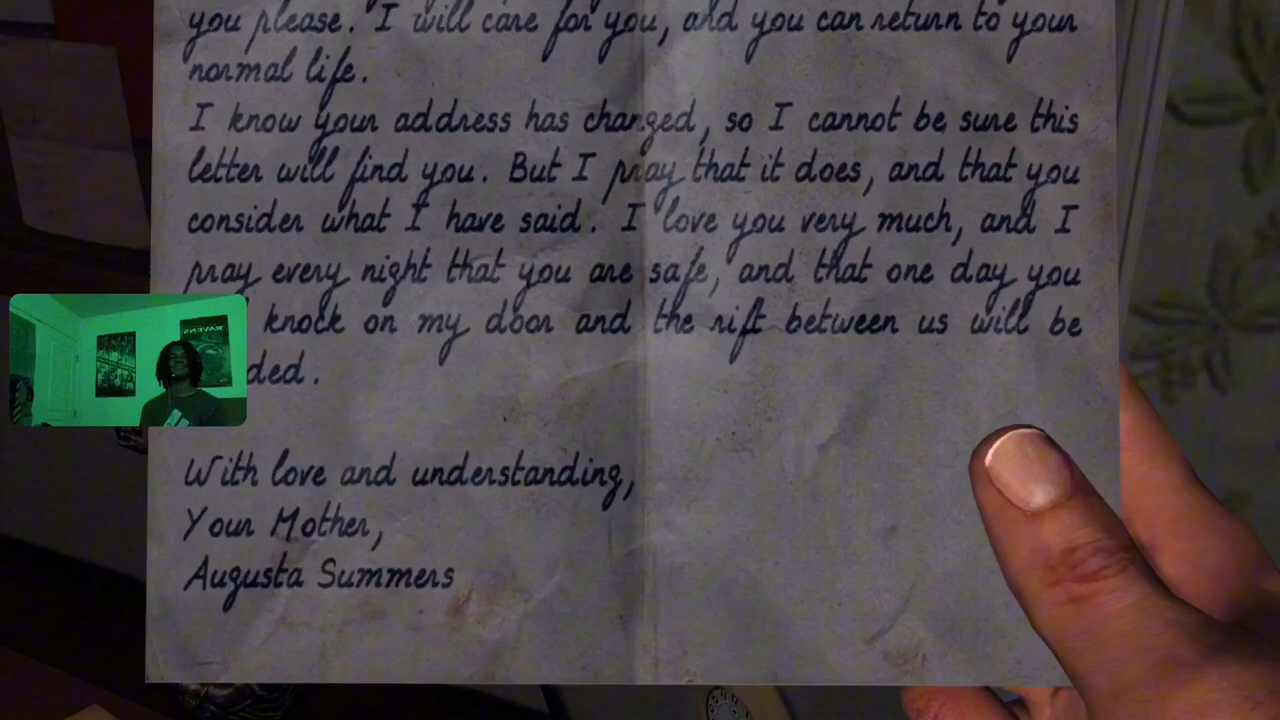 you please. I will care for you, and you can return to your
normal life.
I know your address has changed, so I cannot be sure this
letter will find you. But I pray that it does, and that you
consider what I have said. I love you very much, and I
pray every night that you are safe, and that one day you
knock on my door and the rift between us will be
ded.
With love and understanding,
Your Mother,
Augusta Summers
RAVENS